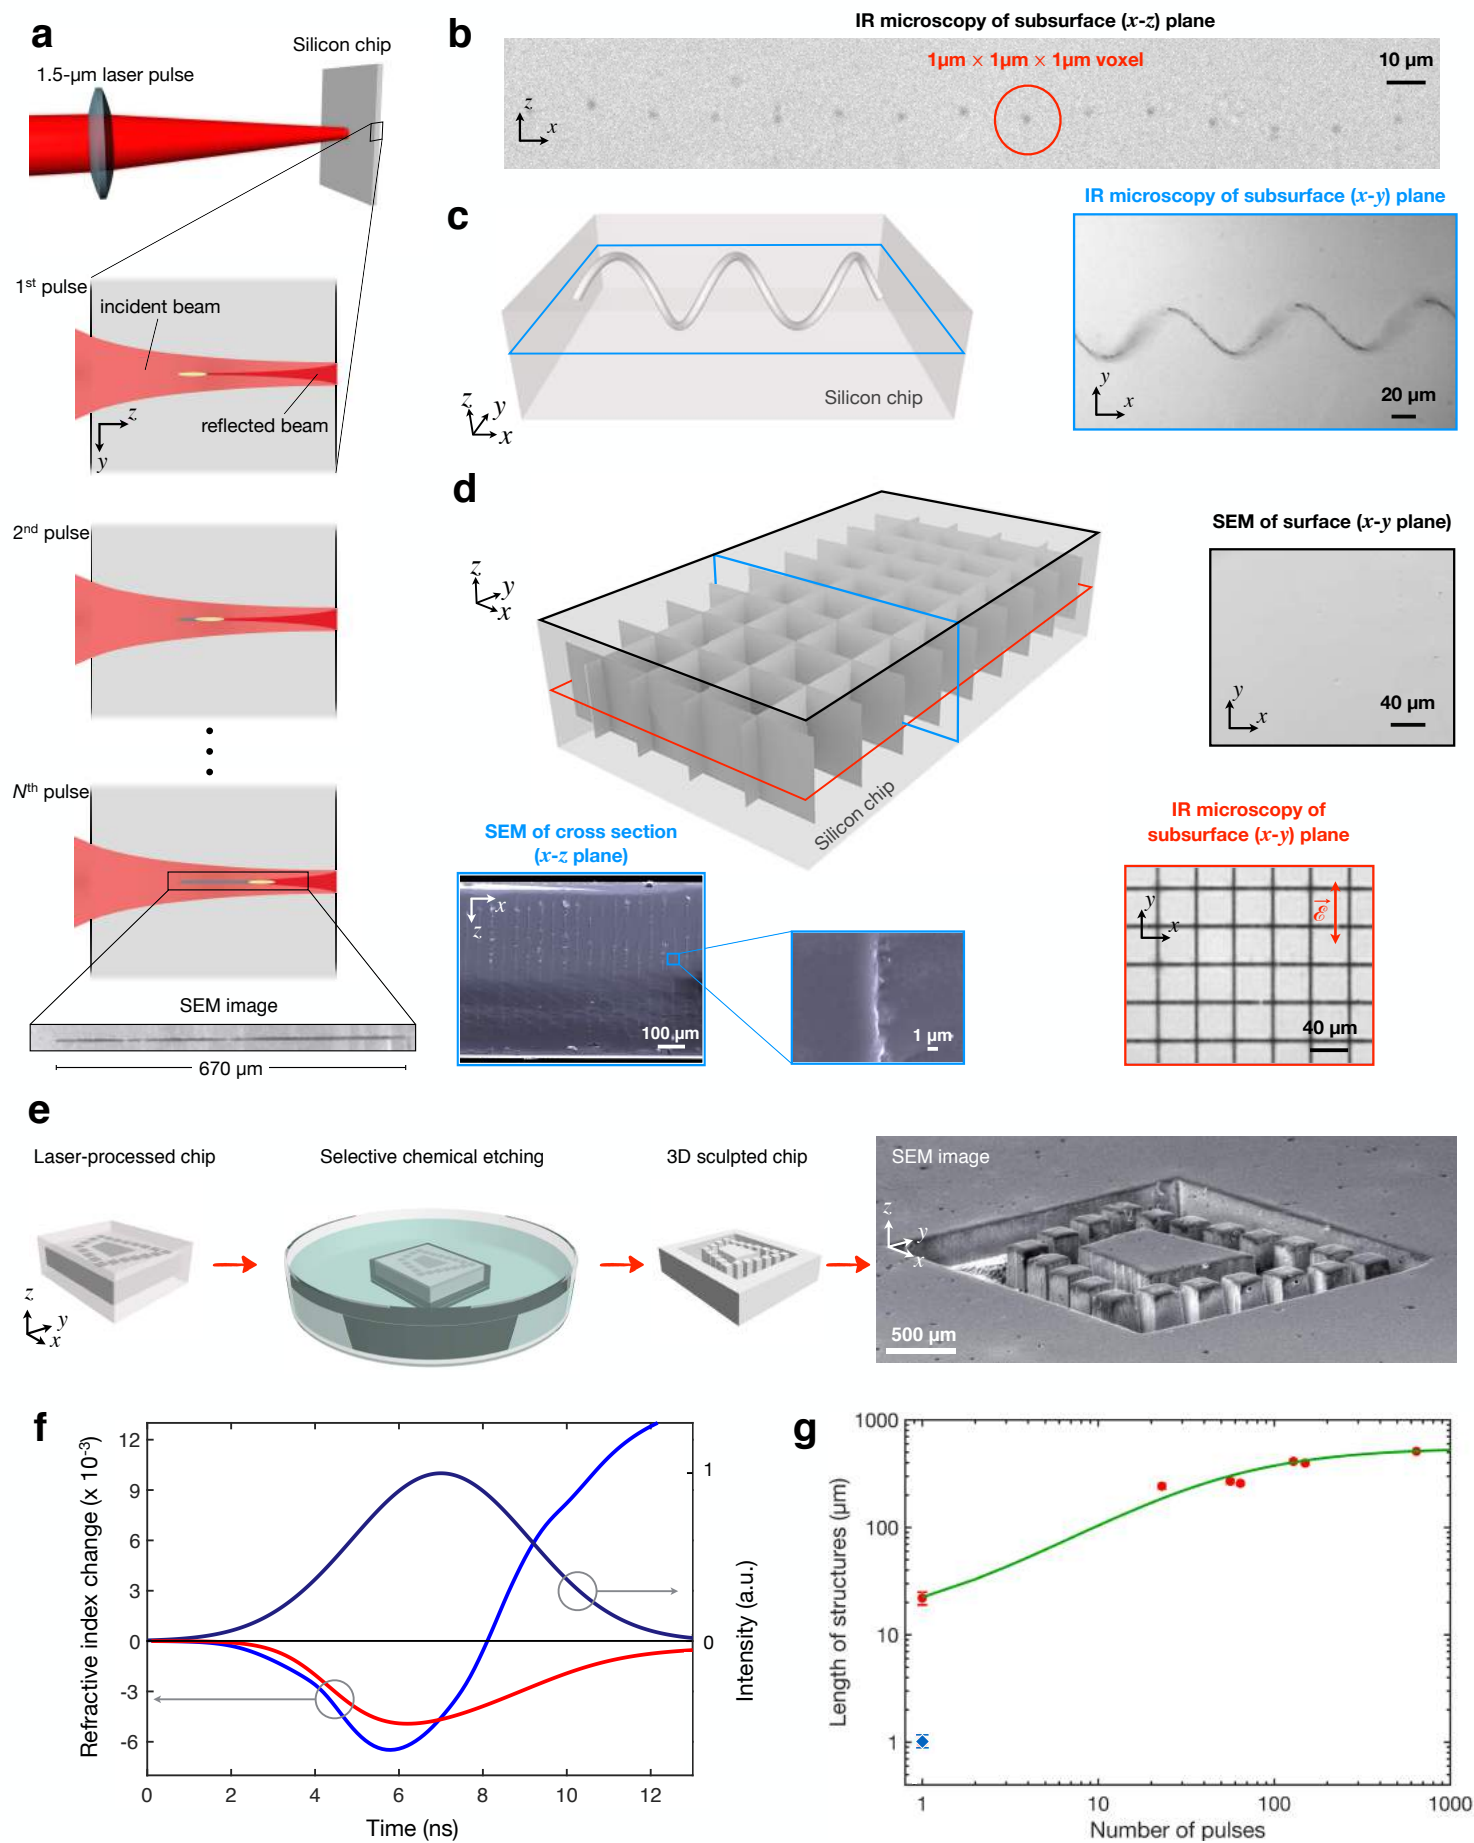 a
Silicon chip
1.5-µm laser pulse
1st pulse
incident beam
z
reflected beam
y
2nd pulse
Nth pulse
SEM image
670 µm
b
IR microscopy of subsurface (x-z) plane
1µm × 1µm × 1µm voxel
10 µm
z
x
c
IR microscopy of subsurface (x-y) plane
Silicon chip
z
y
x
y
x
20 µm
d
z
y
x
Silicon chip
SEM of surface (x-y plane)
y
x
40 µm
SEM of cross section
(x-z plane)
x
z
100 µm
1 µm
IR microscopy of
subsurface (x-y) plane
y
x
ℰ⃗
40 µm
e
Laser-processed chip
Selective chemical etching
3D sculpted chip
SEM image
z
y
x
z
y
x
500 µm
f
Refractive index change (x 10-3)
12
9
6
3
0
-3
-6
1
0
Intensity (a.u.)
0 2 4 6 8 10 12
Time (ns)
g
Length of structures (µm)
1000
100
10
1
1 10 100 1000
Number of pulses